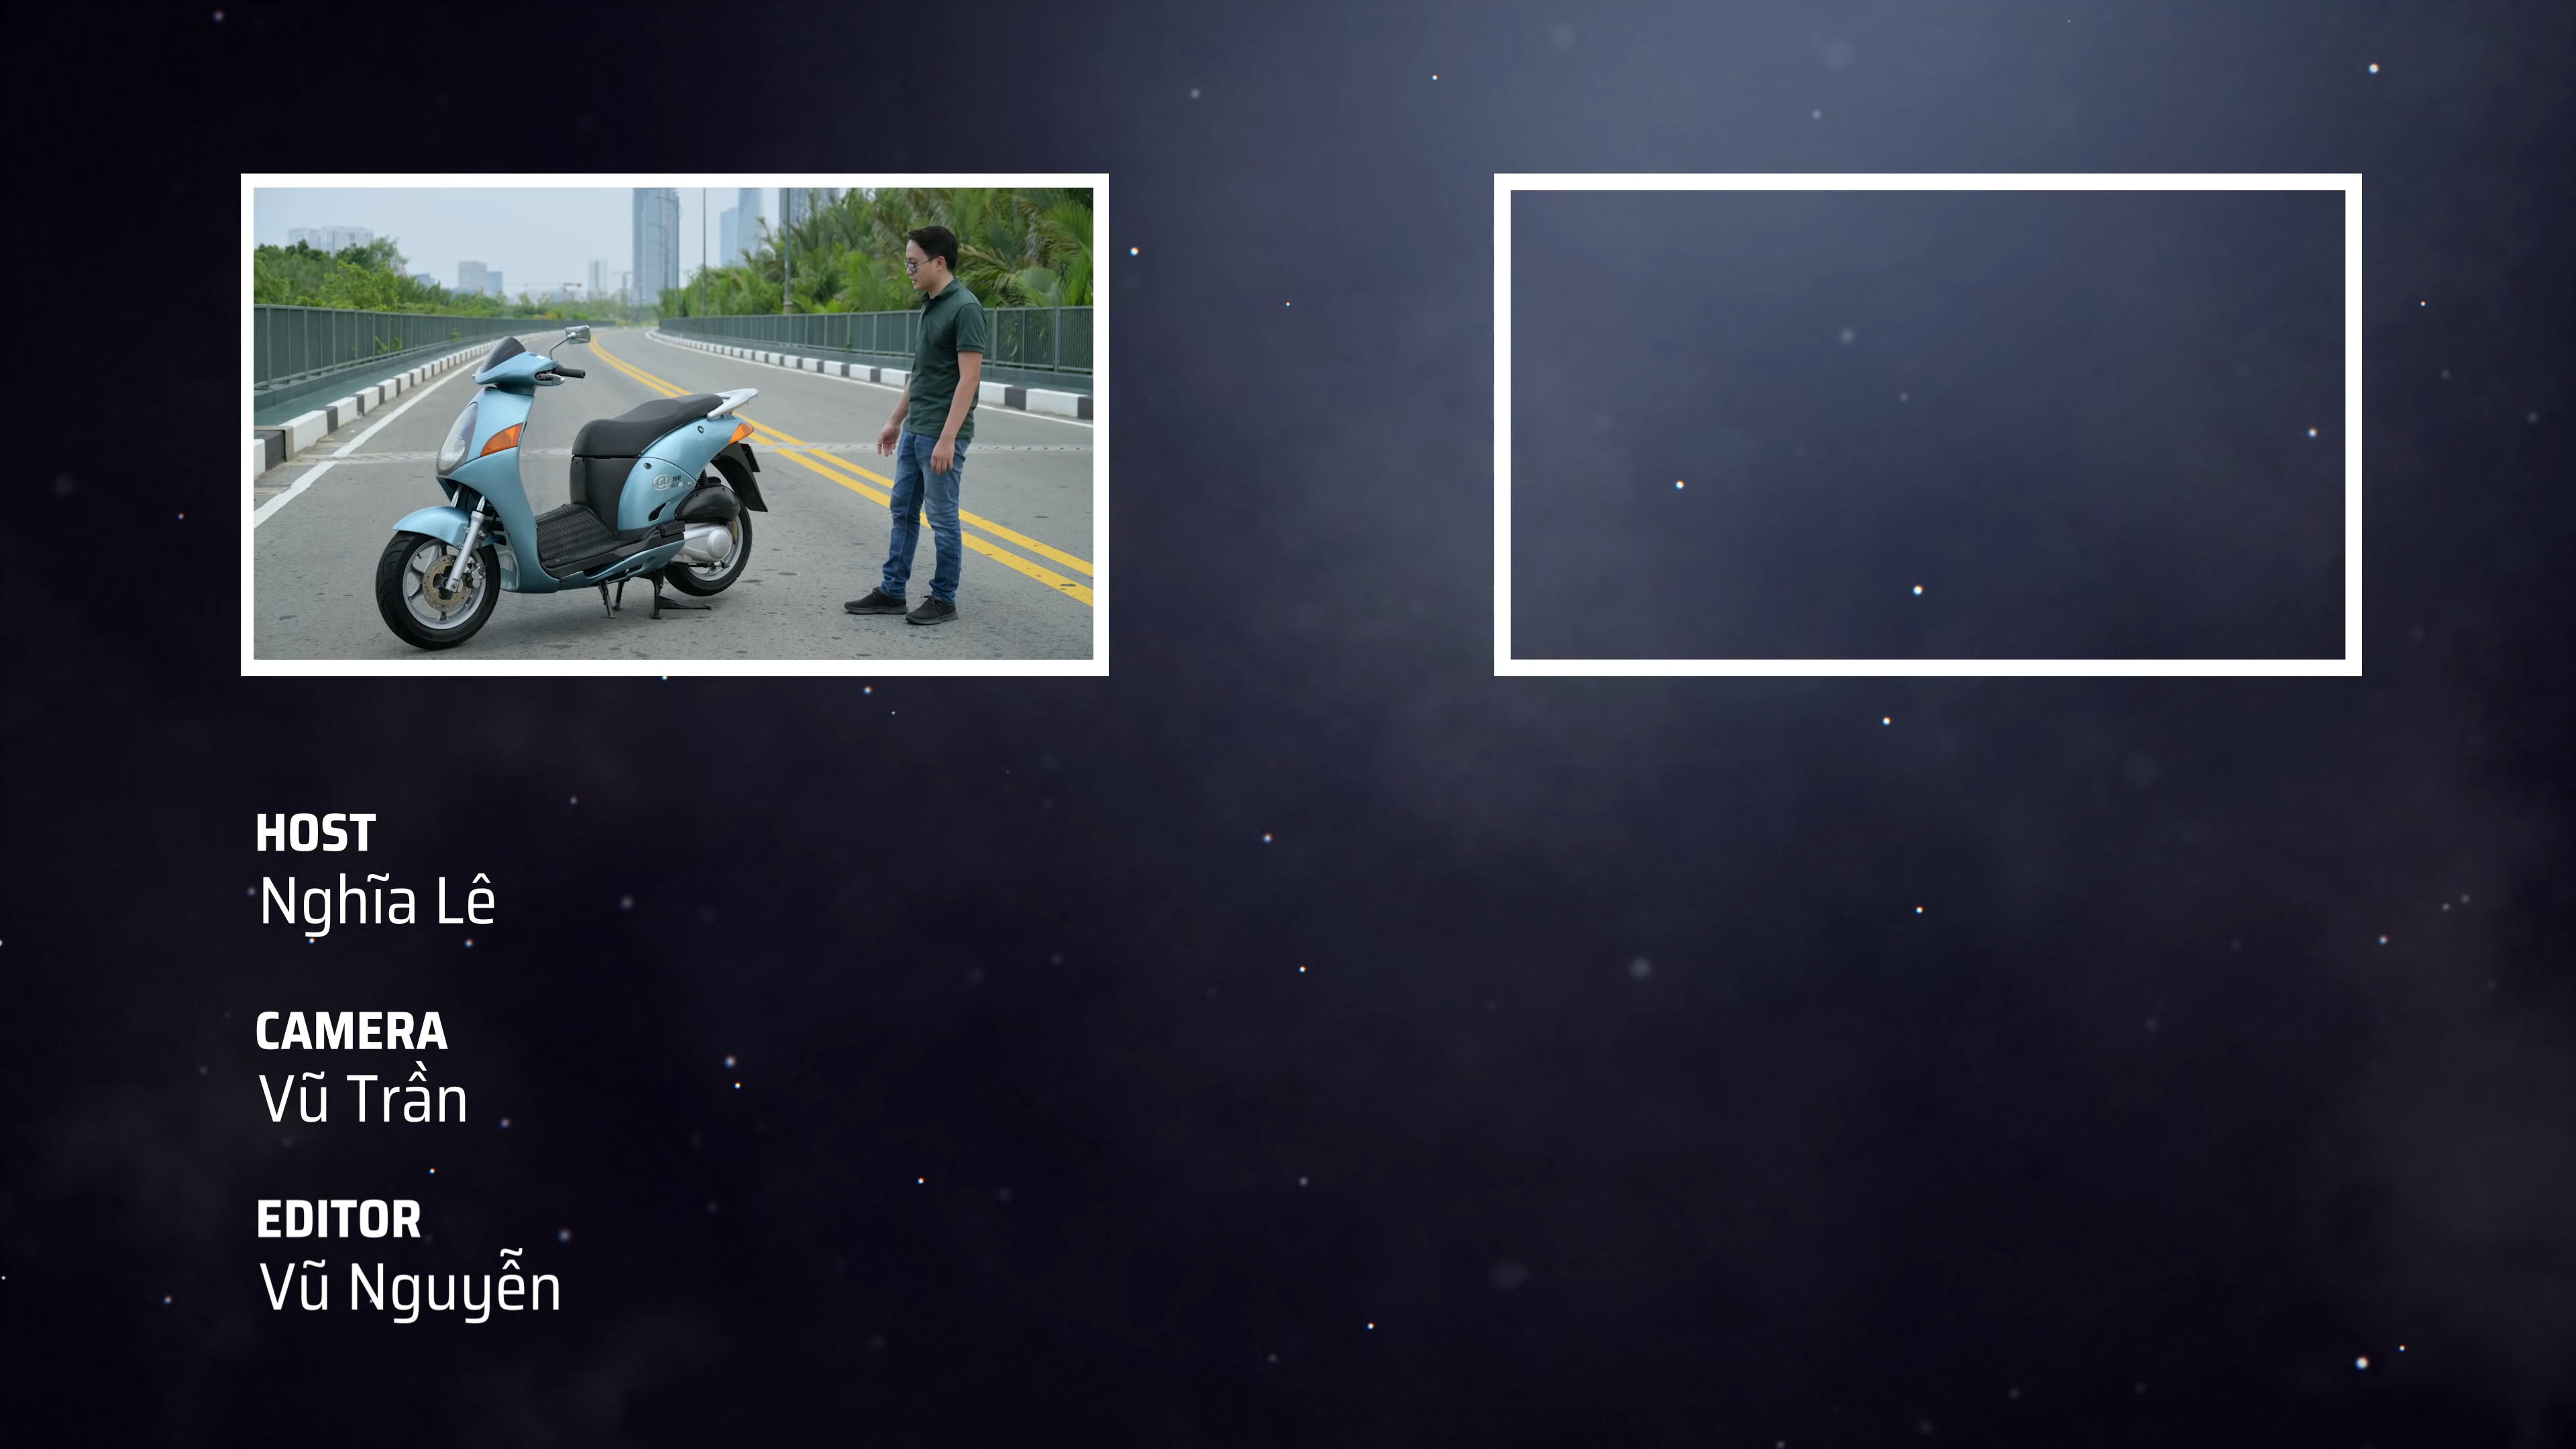 HOST
Nghĩa Lê
CAMERA
Vũ Trần
EDITOR
Vũ Nguyễn